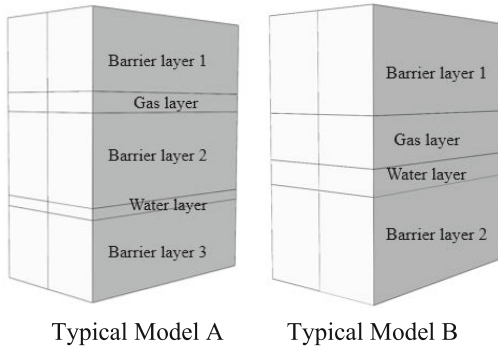 Barrier layer 1
Gas layer
Barrier layer 2
Water layer
Barrier layer 3
Typical Model A
Barrier layer 1
Gas layer
Water layer
Barrier layer 2
Typical Model B